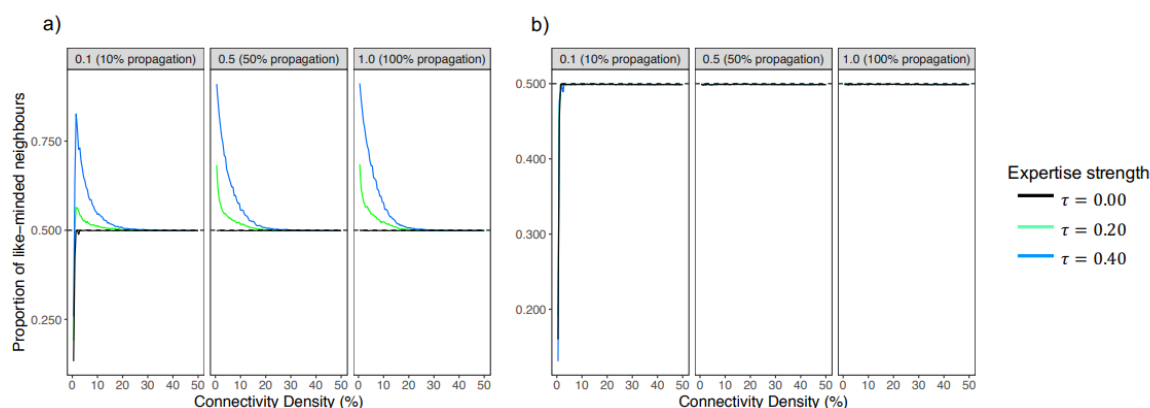 a)
0.1 (10% propagation) 0.5 (50% propagation) 1.0 (100% propagation)
Proportion of like-minded neighbours
0.750
0.500
0.250
0 10 20 30 40 50 0 10 20 30 40 50 0 10 20 30 40 50
Connectivity Density (%)
b)
0.1 (10% propagation) 0.5 (50% propagation) 1.0 (100% propagation)
0.500
0.400
0.300
0.200
0 10 20 30 40 50 0 10 20 30 40 50 0 10 20 30 40 50
Connectivity Density (%)
Expertise strength
τ = 0.00
τ = 0.20
τ = 0.40